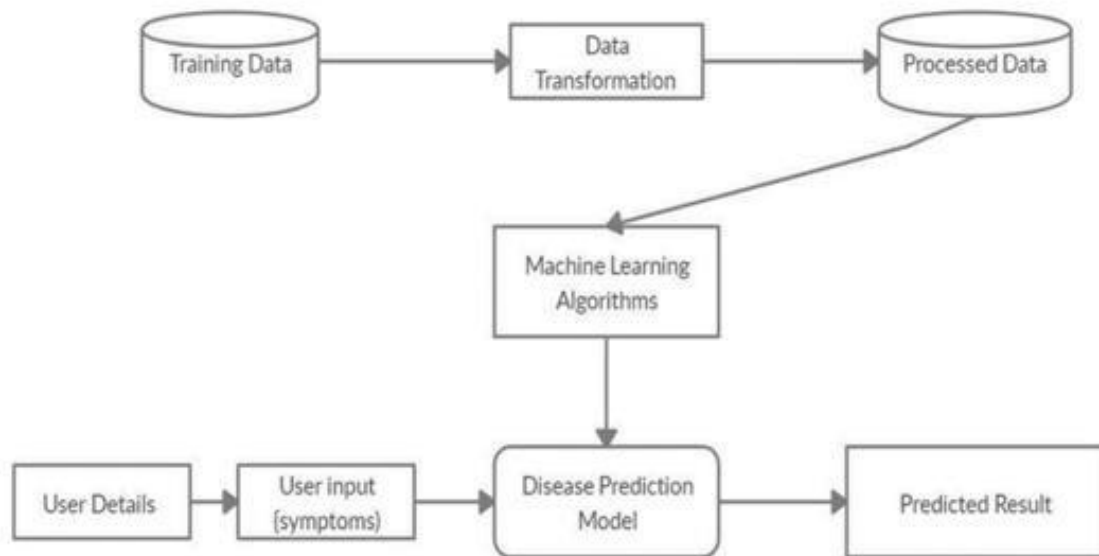 Training Data
Data
Transformation
Processed Data
Machine Learning
Algorithms
User Details
User input
(symptoms)
Disease Prediction
Model
Predicted Result